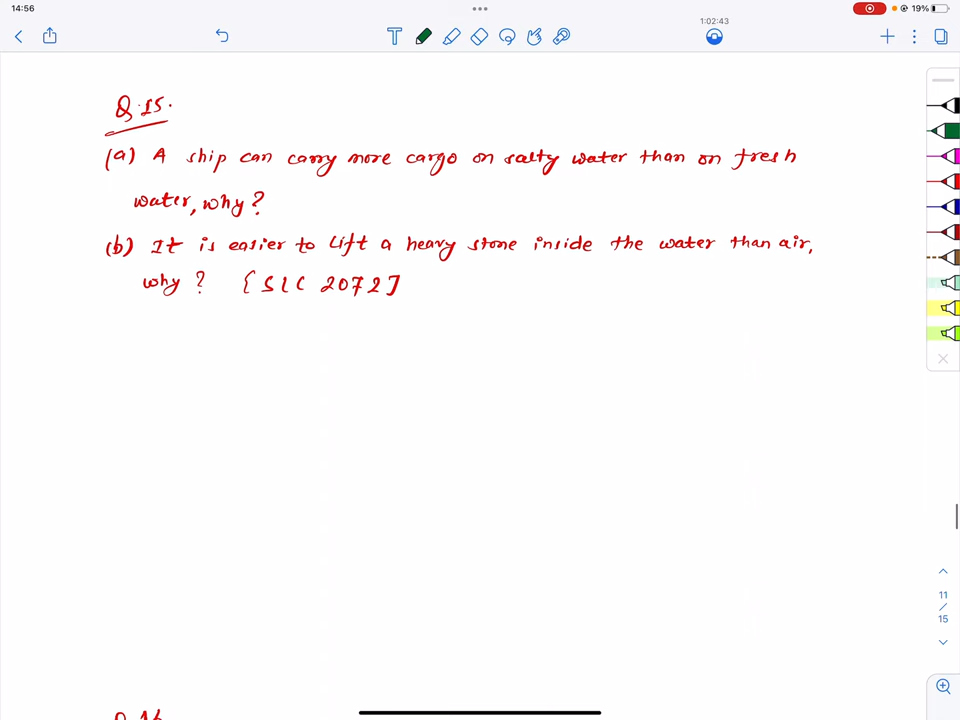 14:56
19%
1:02:43
Q.15.
(a) A ship can carry more cargo on salty water than on fresh
water, why?
(b) It is easier to lift a heavy stone inside the water than air,
why? [SLC 2072]
11
/
15
Q.16